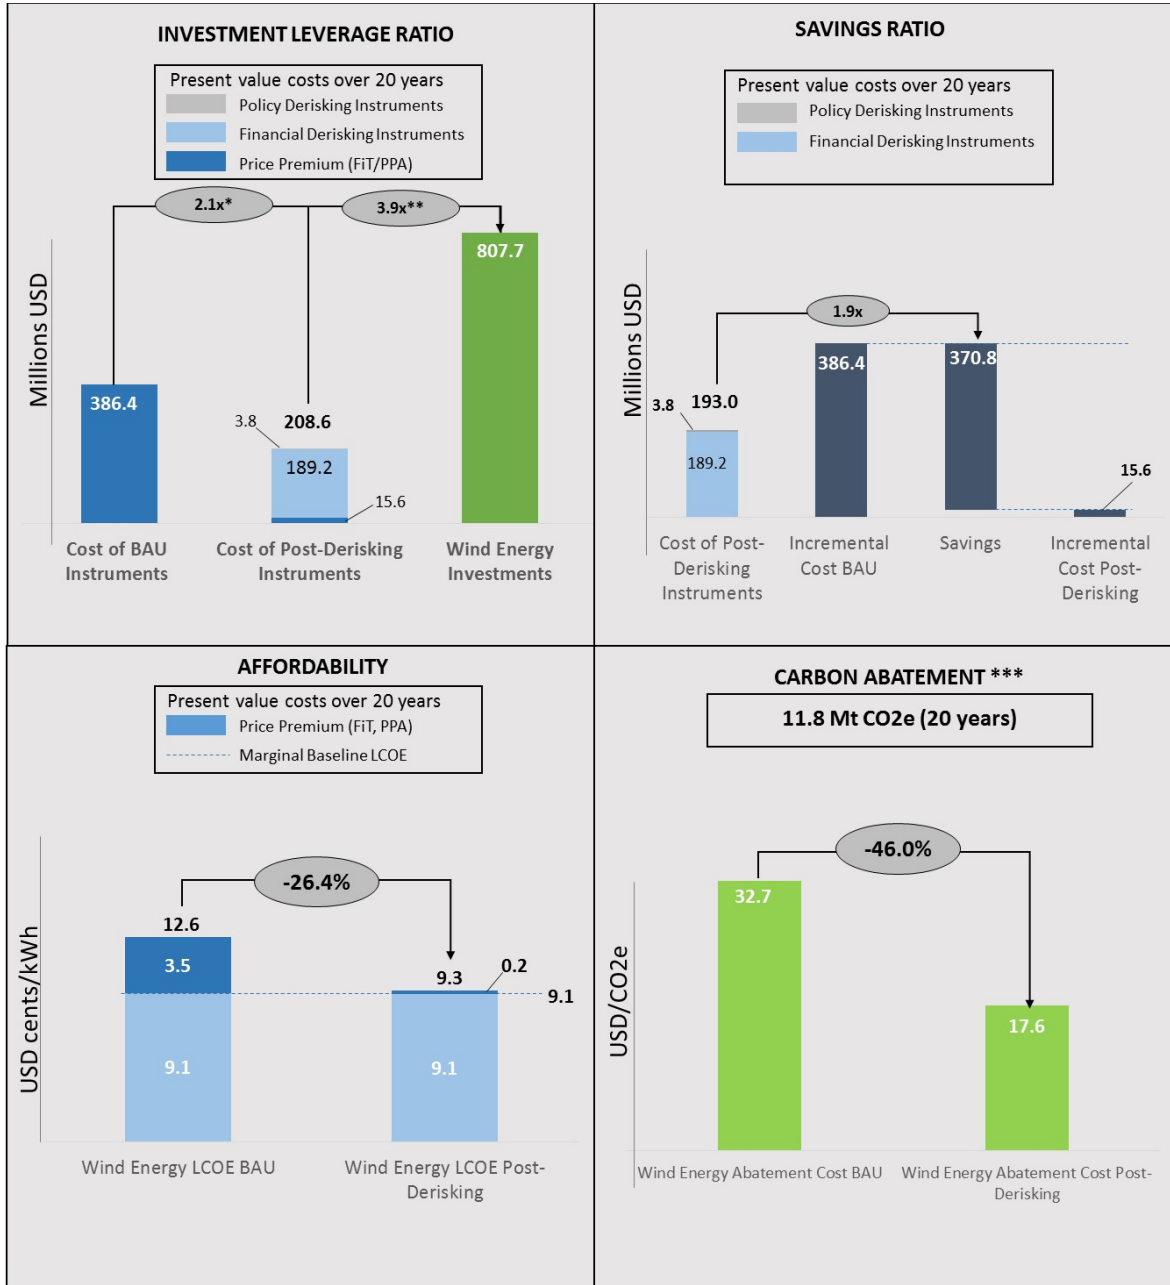 INVESTMENT LEVERAGE RATIO
Present value costs over 20 years
Policy Derisking Instruments
Financial Derisking Instruments
Price Premium (FiT/PPA)
2.1x*
3.9x**
Millions USD
807.7
386.4
208.6
3.8
189.2
15.6
Cost of BAU
Instruments
Cost of Post-Derisking
Instruments
Wind Energy
Investments
SAVINGS RATIO
Present value costs over 20 years
Policy Derisking Instruments
Financial Derisking Instruments
Millions USD
1.9x
386.4
370.8
3.8
193.0
189.2
15.6
Cost of Post-
Derisking
Instruments
Incremental
Cost BAU
Savings
Incremental
Cost Post-
Derisking
AFFORDABILITY
Present value costs over 20 years
Price Premium (FiT, PPA)
Marginal Baseline LCOE
USD cents/kWh
-26.4%
12.6
3.5
9.1
9.3
0.2
9.1
9.1
Wind Energy LCOE BAU
Wind Energy LCOE Post-
Derisking
CARBON ABATEMENT ***
11.8 Mt CO2e (20 years)
USD/CO2e
-46.0%
32.7
17.6
Wind Energy Abatement Cost BAU
Wind Energy Abatement Cost Post-
Derisking